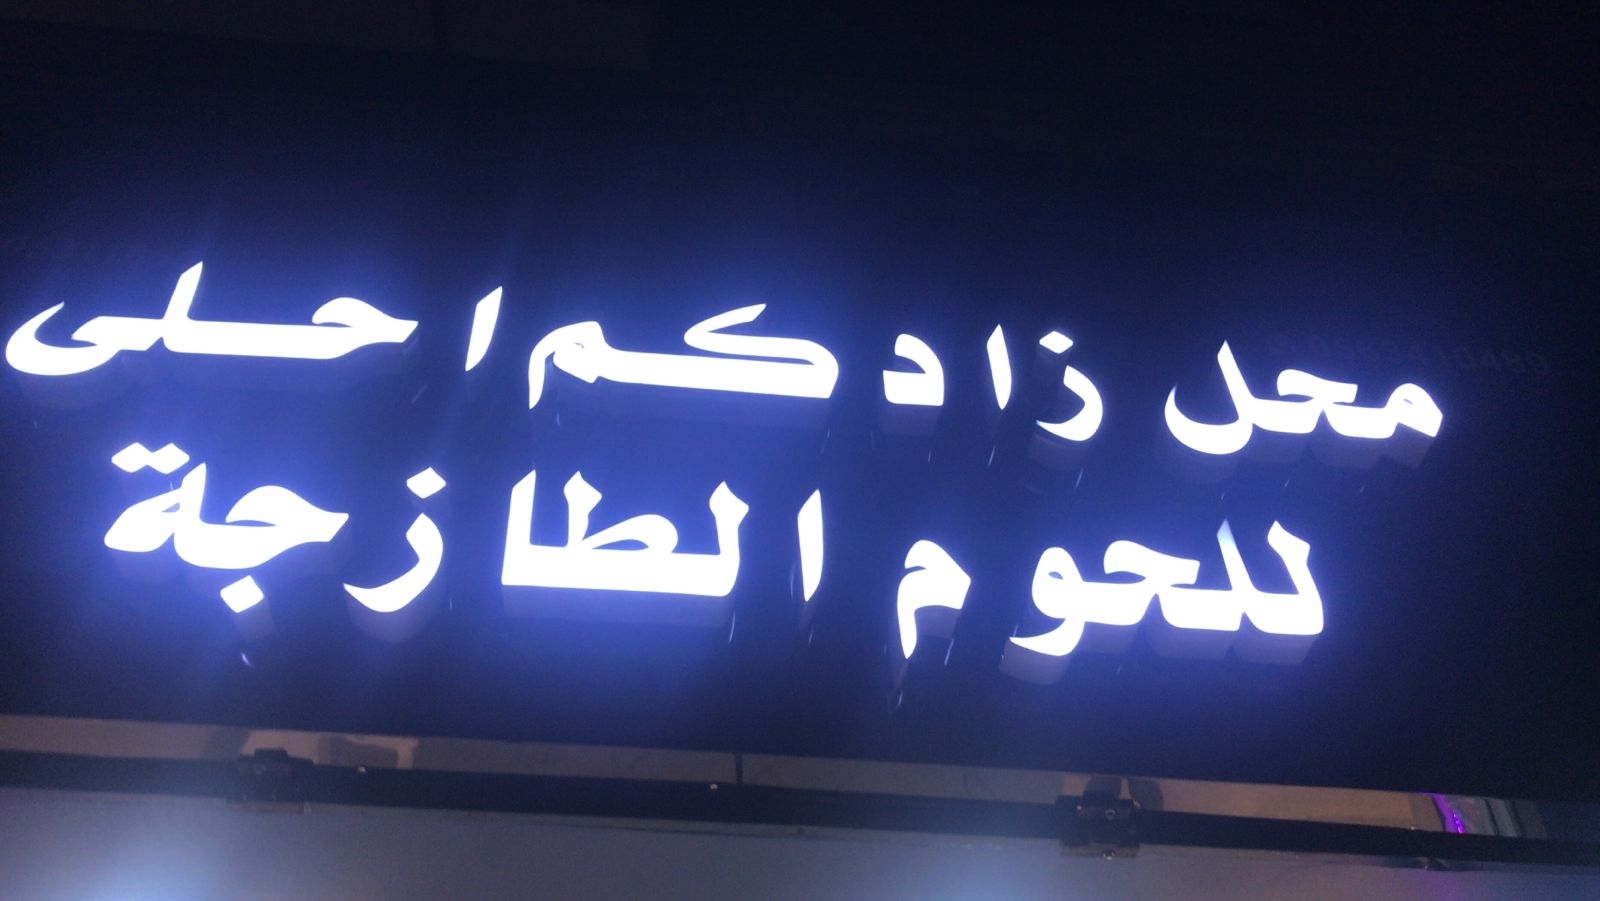 محل زادكم احلى
للحوم الطازجة